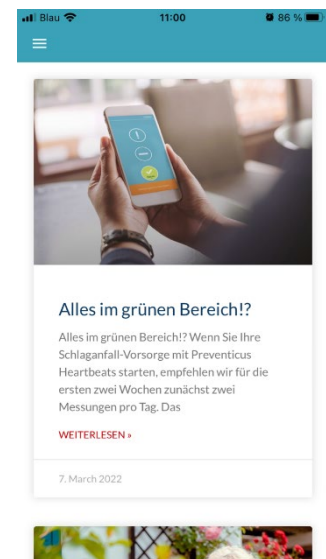 Blau 11:00 86 %
Alles im grünen Bereich!?
Alles im grünen Bereich!? Wenn Sie Ihre
Schlaganfall-Vorsorge mit Preventicus
Heartbeats starten, empfehlen wir für die
ersten zwei Wochen zunächst zwei
Messungen pro Tag. Das
WEITERLESEN »
7. March 2022